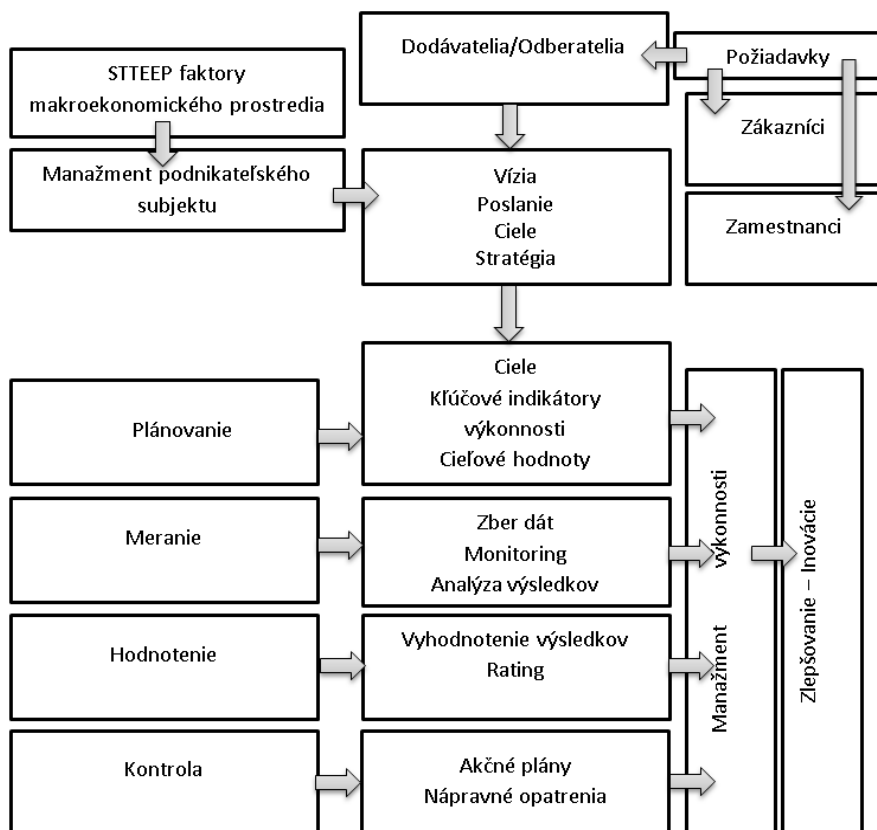 Dodávatelia/Odberatelia
Požiadavky
STTEEP faktory
makroekonomického prostredia
Zákazníci
Manažment podnikateľského
subjektu
Vízia
Poslanie
Ciele
Stratégia
Zamestnanci
Ciele
Kľúčové indikátory
výkonnosti
Cieľové hodnoty
Plánovanie
Meranie
Zber dát
Monitoring
Analýza výsledkov
Hodnotenie
Vyhodnotenie výsledkov
Rating
Kontrola
Akčné plány
Nápravné opatrenia
Manažment výkonnosti
Zlepšovanie – Inovácie